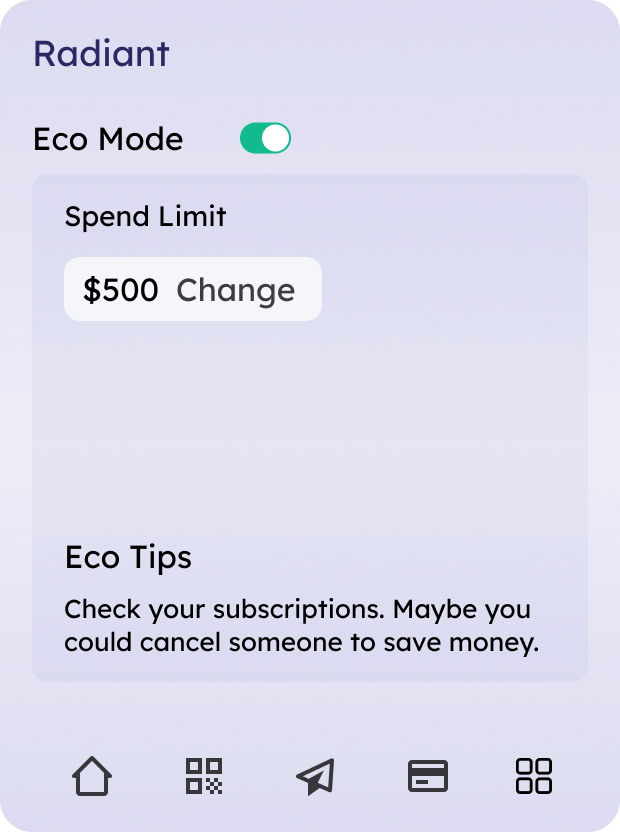 Radiant
Eco Mode
Spend Limit
$500 Change
Eco Tips
Check your subscriptions. Maybe you
could cancel someone to save money.